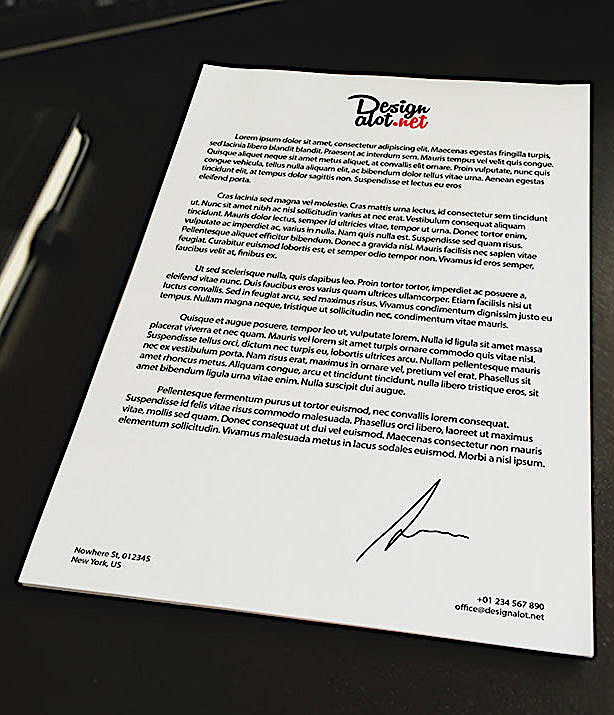 Design
alot.net
Lorem ipsum dolor sit amet, consectetur adipiscing elit. Maecenas egestas fringilla turpis,
sed lacinia libero blandit blandit. Praesent ac interdum sem. Mauris tempus vel velit quis congue.
Quisque aliquet neque sit amet metus aliquet, at convallis elit ornare. Proin vulputate, nunc quis
congue vehicula, tellus nulla aliquam elit, ac bibendum dolor tellus vitae urna. Aenean egestas
tincidunt elit, at tempus dolor sagittis non. Suspendisse et lectus eu eros
eleifend porta.
Cras lacinia sed magna vel molestie. Cras mattis urna lectus, id consectetur sem tincidunt
ut. Nunc sit amet nibh ac nisl sollicitudin varius at nec erat. Vestibulum consequat aliquam
tincidunt. Mauris dolor lectus, semper id ultricies vitae, tempor ut urna. Donec tortor enim,
vulputate ac imperdiet ac, varius in nulla. Nam quis nulla est. Suspendisse sed quam risus.
Pellentesque aliquet efficitur bibendum. Donec a gravida nisl. Mauris facilisis nec sapien vitae
feugiat. Curabitur euismod lobortis est, et semper odio tempor non. Vivamus id eros semper,
faucibus velit at, finibus ex.
Ut sed scelerisque nulla, quis dapibus leo. Proin tortor tortor, imperdiet ac posuere a,
eleifend vitae nunc. Duis faucibus eros varius quam ultrices ullamcorper. Etiam facilisis nisi ut
luctus convallis. Sed in feugiat arcu, sed maximus risus. Vivamus condimentum dignissim justo eu
tempus. Nullam magna neque, tristique ut sollicitudin nec, condimentum vitae mauris.
Quisque et augue posuere, tempor leo ut, vulputate lorem. Nulla id ligula sit amet massa
placerat viverra et nec quam. Mauris vel lorem sit amet turpis ornare commodo quis vitae nisl.
Suspendisse tellus orci, dictum nec turpis eu, lobortis ultrices arcu. Nullam pellentesque mauris
nec ex vestibulum porta. Nam risus erat, maximus in ornare vel, pretium vel erat. Phasellus sit
amet rhoncus metus. Aliquam congue, arcu et tincidunt tincidunt, nulla libero tristique eros, sit
amet bibendum ligula urna vitae enim. Nulla suscipit dui augue.
Pellentesque fermentum purus ut tortor euismod, nec convallis lorem consequat.
Suspendisse id felis vitae risus commodo malesuada. Phasellus orci libero, laoreet ut maximus
vitae, mollis sed quam. Donec consequat ut dui vel euismod. Maecenas consectetur non mauris
elementum sollicitudin. Vivamus malesuada metus in lacus sodales euismod. Morbi a nisl ipsum.
Nowhere St, 012345
New York, US
+01 234 567 890
office@designalot.net